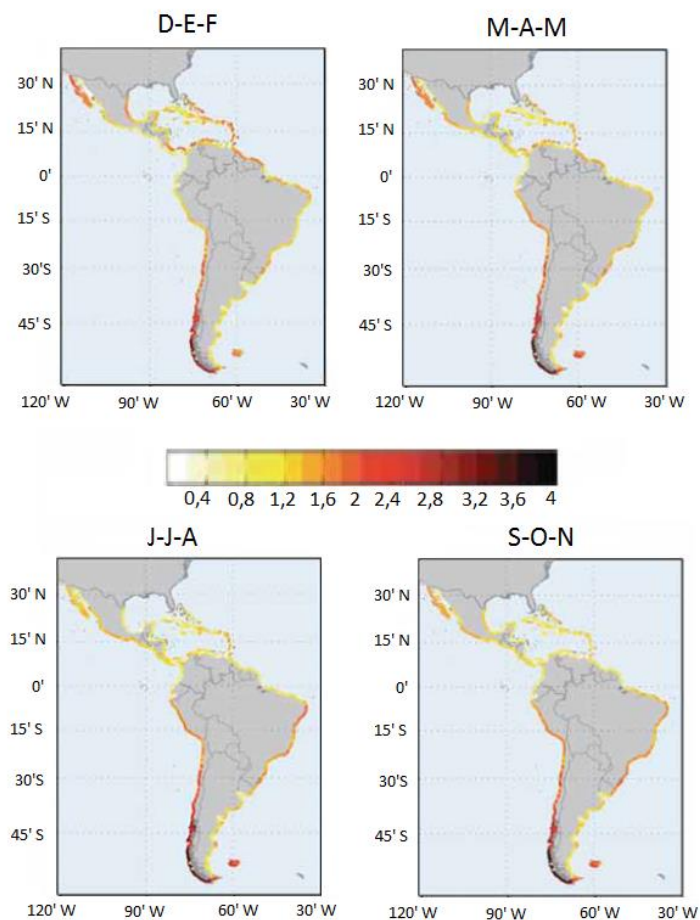 D-E-F
M-A-M
30' N
15' N
0'
15' S
30'S
45' S
120' W
90' W
60' W
30' W
30' N
15' N
0'
15' S
30'S
45' S
120' W
90' W
60' W
30' W
0,4
0,8
1,2
1,6
2
2,4
2,8
3,2
3,6
4
J-J-A
S-O-N
30' N
15' N
0'
15' S
30'S
45' S
120' W
90' W
60' W
30' W
30' N
15' N
0'
15' S
30'S
45' S
120' W
90' W
60' W
30' W